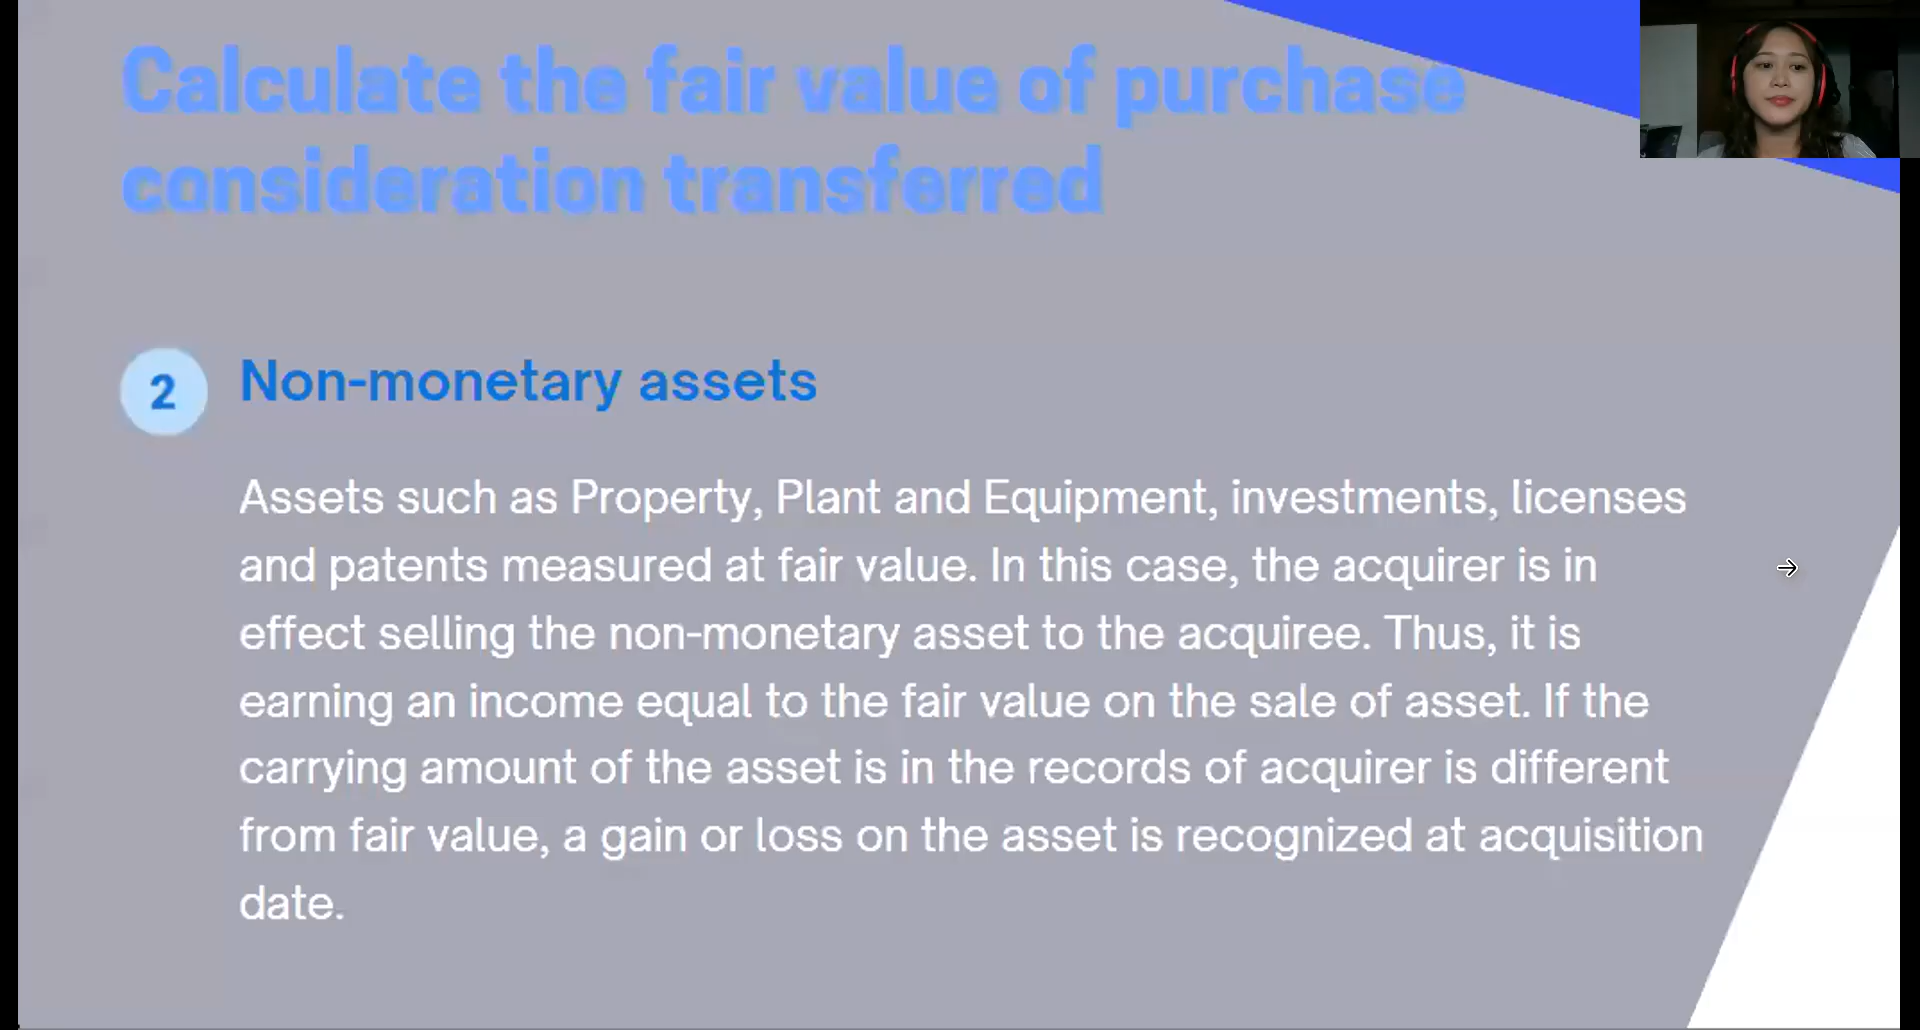 Calculate the fair value of purchase
consideration transferred
2
Non-monetary assets
Assets such as Property, Plant and Equipment, investments, licenses
and patents measured at fair value. In this case, the acquirer is in
effect selling the non-monetary asset to the acquiree. Thus, it is
earning an income equal to the fair value on the sale of asset. If the
carrying amount of the asset is in the records of acquirer is different
from fair value, a gain or loss on the asset is recognized at acquisition
date.